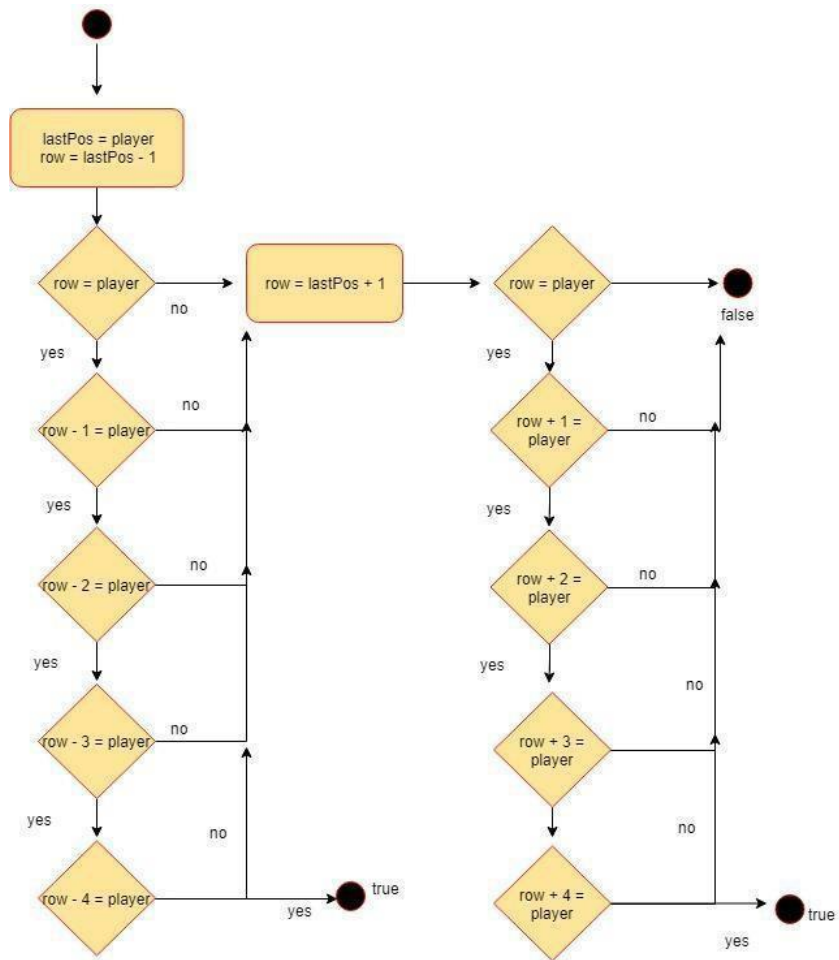 lastPos = player
row = lastPos - 1
row = player
no
row = lastPos + 1
row = player
false
yes
yes
row - 1 = player
no
row + 1 =
player
no
yes
yes
row - 2 = player
no
row + 2 =
player
no
yes
yes
row - 3 = player
no
row + 3 =
player
no
yes
no
no
row - 4 = player
yes
true
row + 4 =
player
yes
true